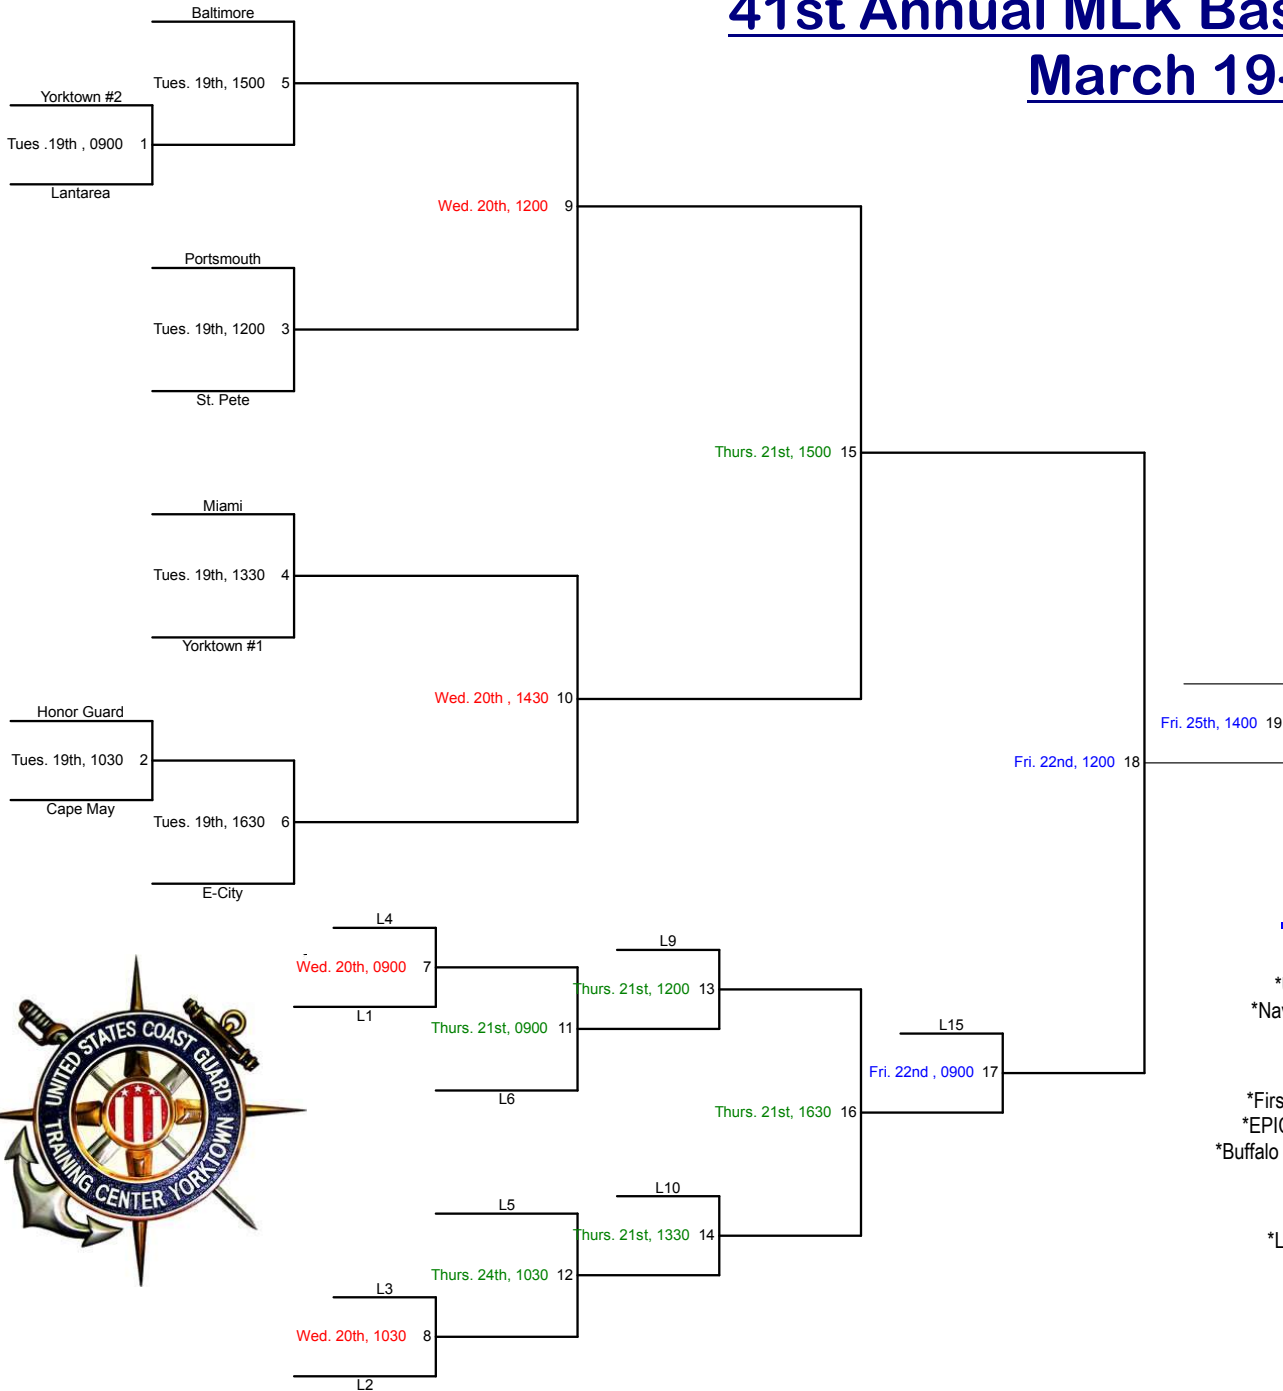 41st Annual MLK Bas
March 19-
Baltimore
Tues. 19th, 1500 5
Yorktown #2
Tues .19th , 0900 1
Lantarea
Wed. 20th, 1200 9
Portsmouth
Tues. 19th, 1200 3
St. Pete
Thurs. 21st, 1500 15
Miami
Tues. 19th, 1330 4
Yorktown #1
Wed. 20th , 1430 10
Honor Guard
Tues. 19th, 1030 2
Cape May
Tues. 19th, 1630 6
E-City
Fri. 25th, 1400 19
Fri. 22nd, 1200 18
L4
-
Wed. 20th, 0900 7
L1
L9
Thurs. 21st, 1200 13
Thurs. 21st, 0900 11
L6
L15
Fri. 22nd , 0900 17
Thurs. 21st, 1630 16
L10
L5
Thurs. 21st, 1330 14
Thurs. 24th, 1030 12
L3
Wed. 20th, 1030 8
L2
UNITED STATES COAST GUARD
TRAINING CENTER YORKTOWN
*Nav
*Firs
*EPIC
*Buffalo
*L